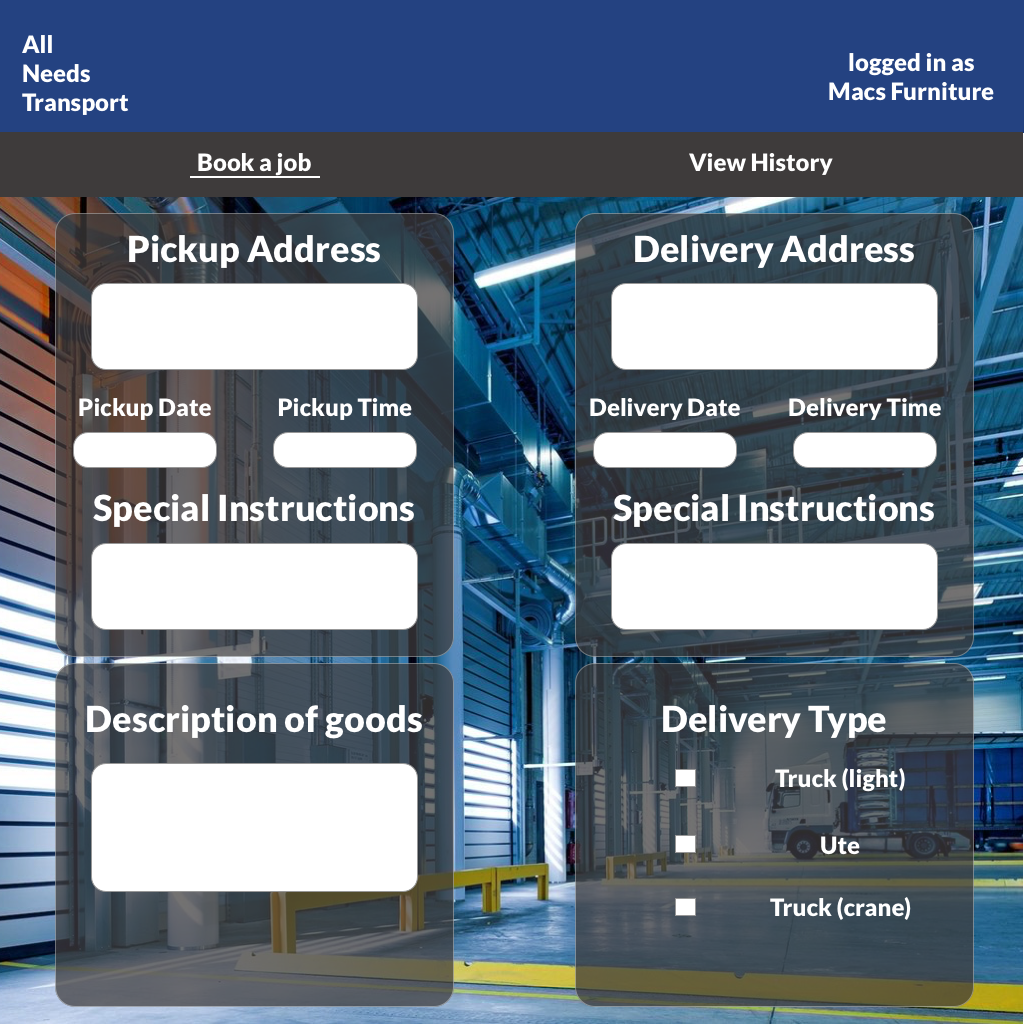 All
Needs
Transport
logged in as
Macs Furniture
Book a job
View History
Pickup Address
Pickup Date
Pickup Time
Special Instructions
Delivery Address
Delivery Date
Delivery Time
Special Instructions
Description of goods
Delivery Type
Truck (light)
Ute
Truck (crane)